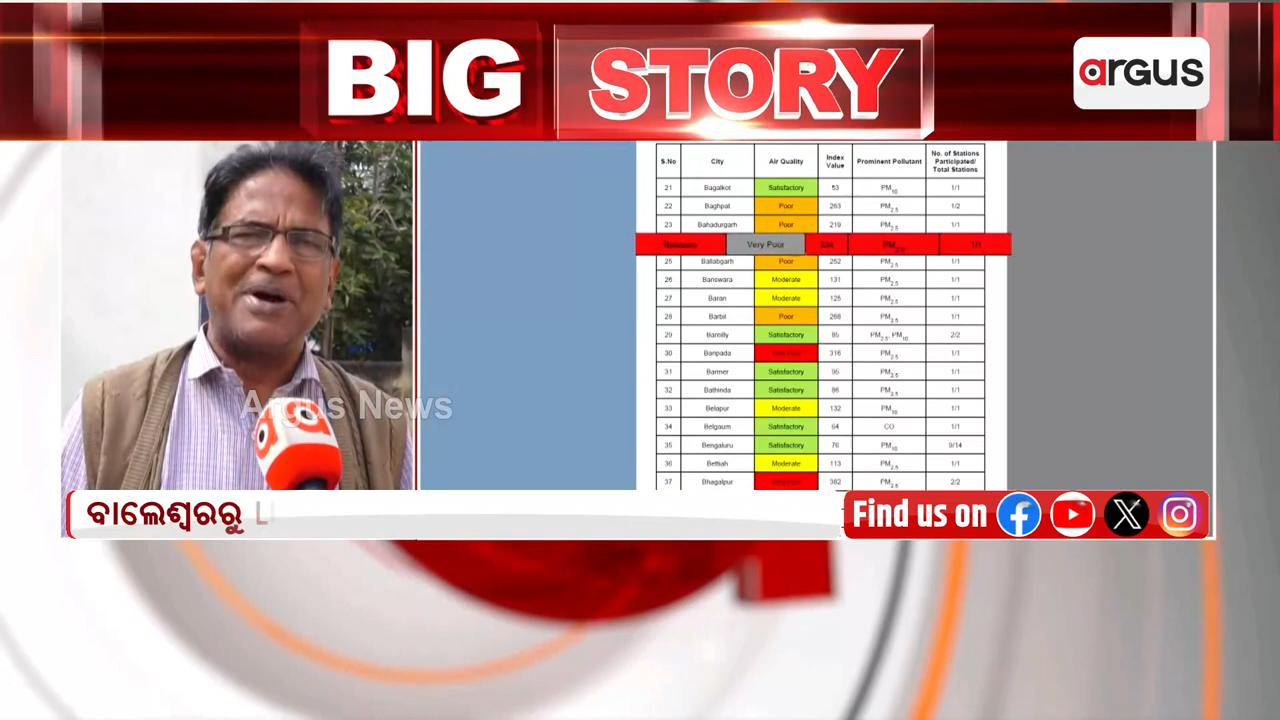 BIG STORY
argus
S.No City Air Quality Index Value Prominent Pollutant No. of Stations Participated/ Total Stations
21 Bagalkot Satisfactory 53 PM10 1/1
22 Baghpat Poor 263 PM2.5 1/2
23 Bahadurgarh Poor 219 PM2.5 1/1
Very Poor 334 PM2.5 1/1
25 Ballabgarh Poor 252 PM2.5 1/1
26 Banswara Moderate 131 PM2.5 1/1
27 Baran Moderate 125 PM2.5 1/1
28 Barbil Poor 268 PM2.5 1/1
29 Bareilly Satisfactory 85 PM2.5, PM10 2/2
30 Baripada 316 PM2.5 1/1
31 Barmer Satisfactory 95 PM2.5 1/1
32 Bathinda Satisfactory 86 PM2.5 1/1
33 Belapur Moderate 132 PM10 1/1
34 Belgaum Satisfactory 64 CO 1/1
35 Bengaluru Satisfactory 76 PM10 9/14
36 Bettiah Moderate 113 PM2.5 1/1
37 Bhagalpur 382 PM2.5 2/2
Argus News
ବାଲେଶ୍ୱରରୁ
Find us on